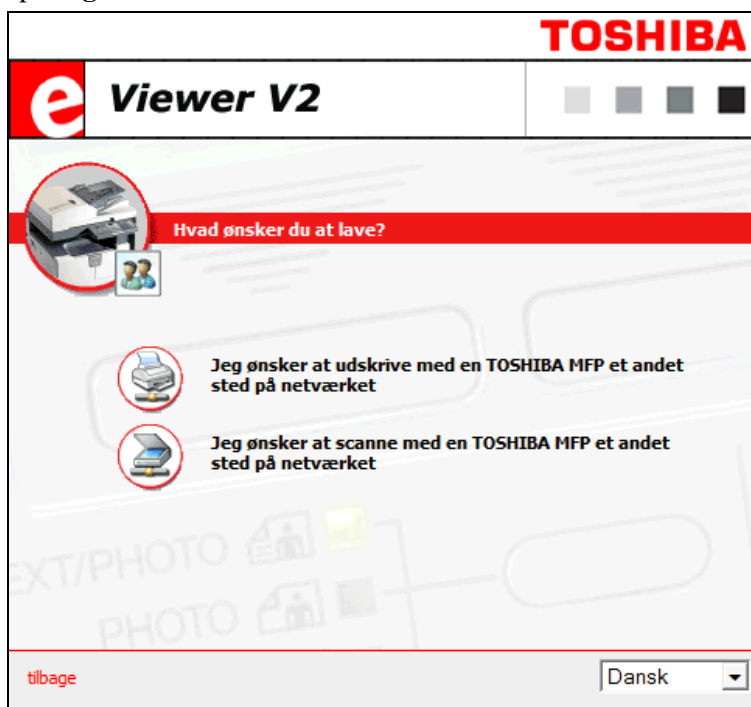 TOSHIBA
e Viewer V2
Hvad ønsker du at lave?
Jeg ønsker at udskrive med en TOSHIBA MFP et andet
sted på netværket
Jeg ønsker at scanne med en TOSHIBA MFP et andet
sted på netværket
EXT/PHOTO
PHOTO
tilbage
Dansk